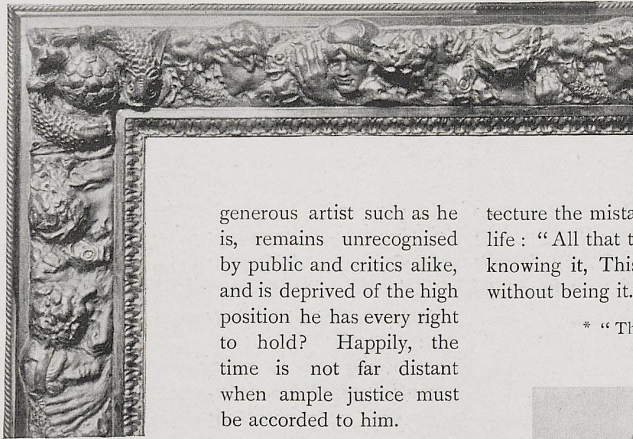 generous artist such as he
is, remains unrecognised
by public and critics alike,
and is deprived of the high
position he has every right
to hold? Happily, the
time is not far distant
when ample justice must
be accorded to him.
tecture the mista
life : “ All that t
knowing it, This
without being it.
* “ Th